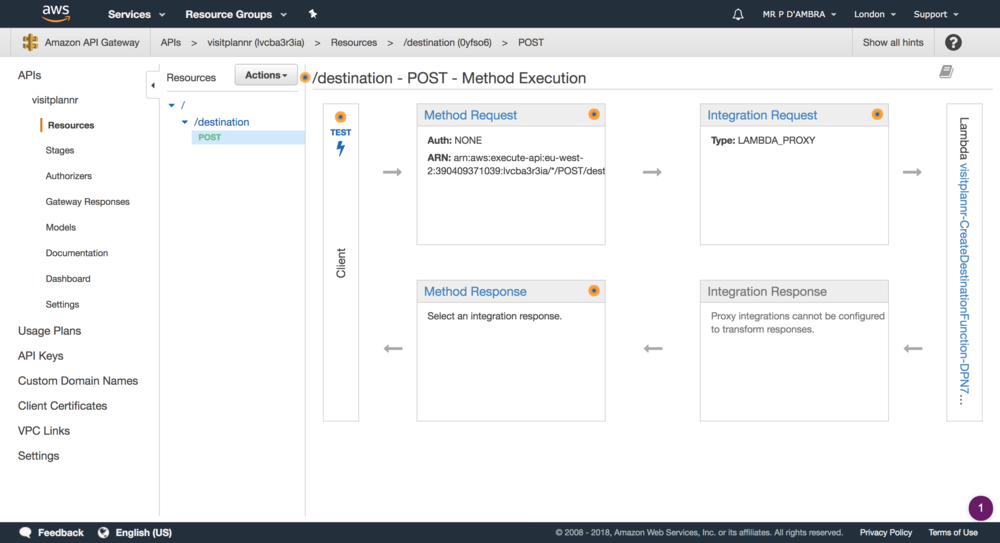 aws
Services
Resource Groups
MR P D'AMBRA
London
Support
Amazon API Gateway
APIs > visitplannr (lvcba3r3ia) > Resources > /destination (0yfso6) > POST
Show all hints
?
APIs
visitplannr
Resources
Stages
Authorizers
Gateway Responses
Models
Documentation
Dashboard
Settings
Usage Plans
API Keys
Custom Domain Names
Client Certificates
VPC Links
Settings
Resources
Actions
/
/destination
POST
/destination - POST - Method Execution
TEST
Client
Method Request
Auth: NONE
ARN: arn:aws:execute-api:eu-west-
2:390409371039:lvcba3r3ia/*/POST/dest
Integration Request
Type: LAMBDA_PROXY
Lambda visitplannr-CreateDestinationFunction-DPN7...
Method Response
Select an integration response.
Integration Response
Proxy integrations cannot be configured
to transform responses.
1
Feedback
English (US)
© 2008 - 2018, Amazon Web Services, Inc. or its affiliates. All rights reserved.
Privacy Policy
Terms of Use